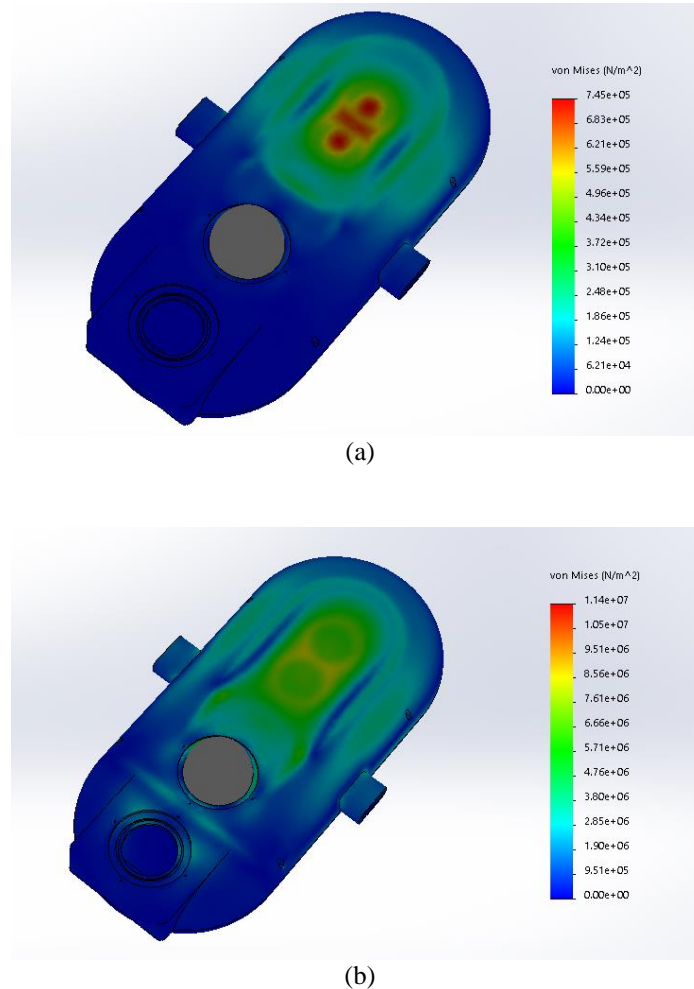 von Mises (N/m^2)
7.45e+05
6.83e+05
6.21e+05
5.59e+05
4.96e+05
4.34e+05
3.72e+05
3.10e+05
2.48e+05
1.86e+05
1.24e+05
6.21e+04
0.00e+00
(a)
von Mises (N/m^2)
1.14e+07
1.05e+07
9.51e+06
8.56e+06
7.61e+06
6.66e+06
5.71e+06
4.76e+06
3.80e+06
2.85e+06
1.90e+06
9.51e+05
0.00e+00
(b)